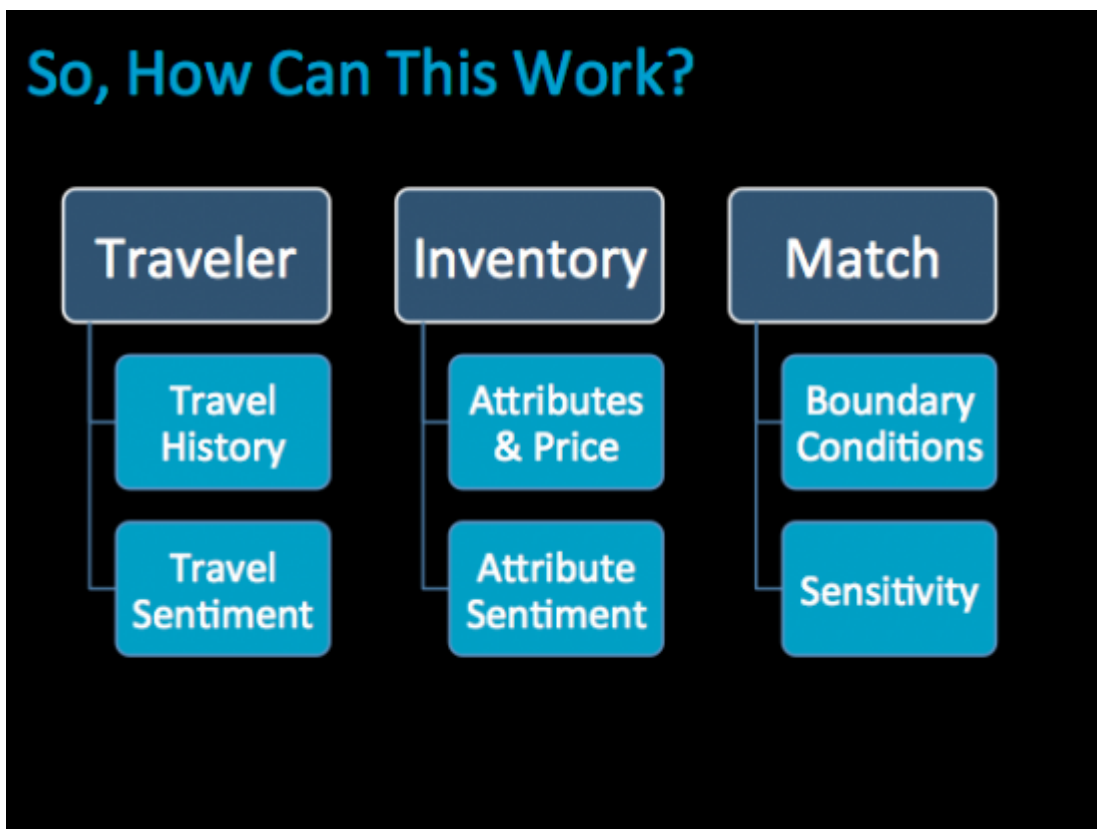 So, How Can This Work?
Traveler
Travel
History
Travel
Sentiment
Inventory
Attributes
& Price
Attribute
Sentiment
Match
Boundary
Conditions
Sensitivity